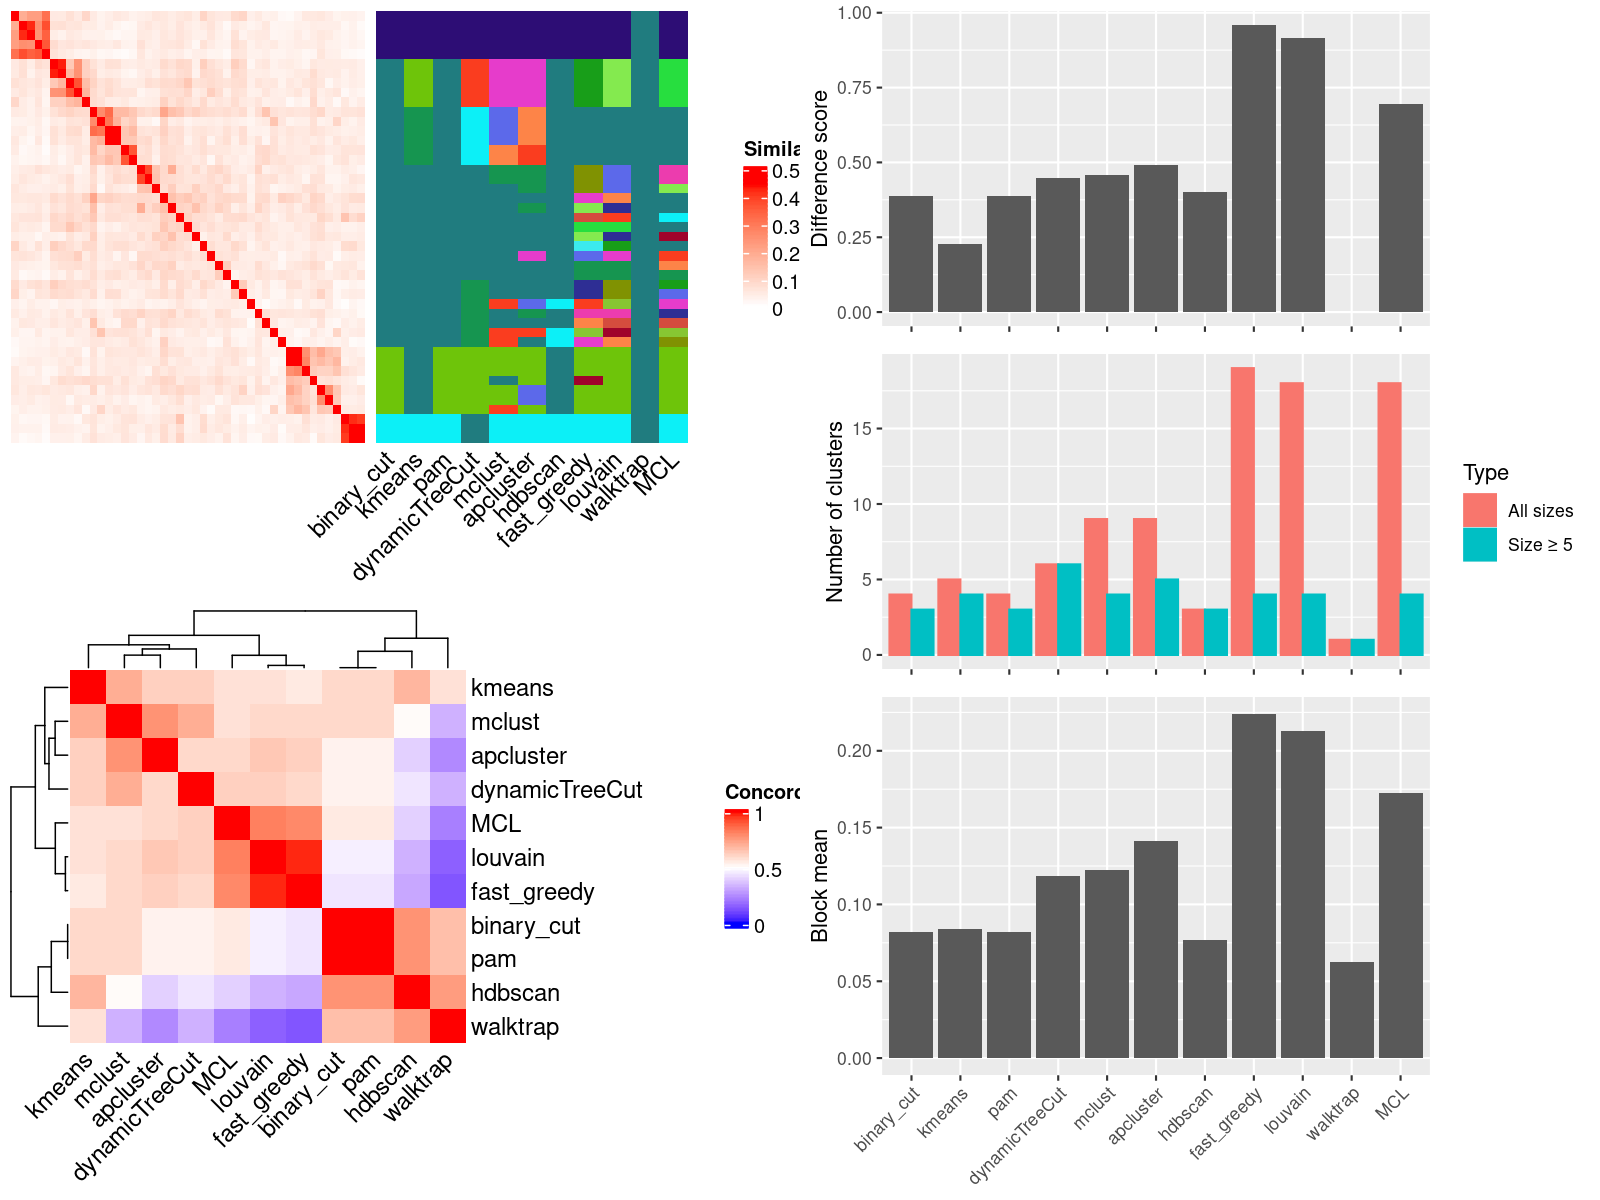 Simila
0.5
0.4
0.3
0.2
0.1
0
binary_cut
kmeans
pam
dynamicTreeCut
mclust
apcluster
hdbscan
fast_greedy
louvain
walktrap
MCL
kmeans
mclust
apcluster
dynamicTreeCut
MCL
louvain
fast_greedy
binary_cut
pam
hdbscan
walktrap
kmeans
mclust
apcluster
dynamicTreeCut
MCL
louvain
fast_greedy
binary_cut
pam
hdbscan
walktrap
Concord
1
0.5
0
Difference score
1.00
0.75
0.50
0.25
0.00
Number of clusters
15
10
5
0
Type
All sizes
Size ≥ 5
Block mean
0.20
0.15
0.10
0.05
0.00
binary_cut
kmeans
pam
dynamicTreeCut
mclust
apcluster
hdbscan
fast_greedy
louvain
walktrap
MCL